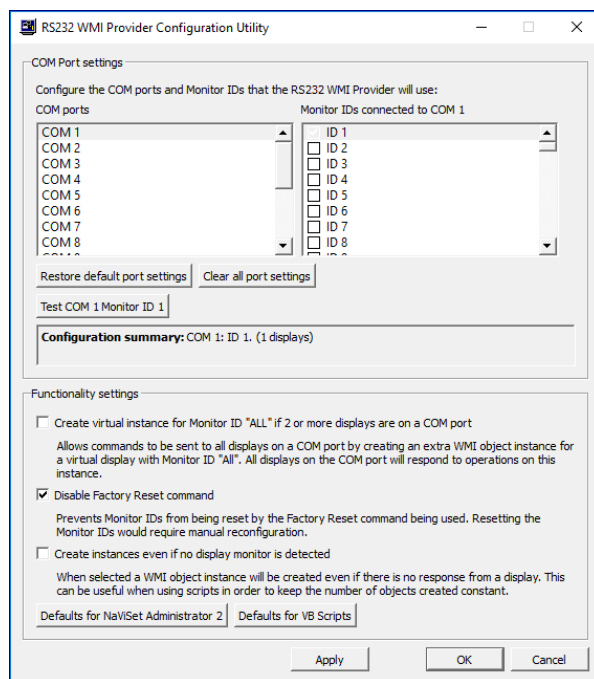 RS232 WMI Provider Configuration Utility
COM Port settings
Configure the COM ports and Monitor IDs that the RS232 WMI Provider will use:
COM ports
Monitor IDs connected to COM 1
COM 1
COM 2
COM 3
COM 4
COM 5
COM 6
COM 7
COM 8
ID 1
ID 2
ID 3
ID 4
ID 5
ID 6
ID 7
ID 8
Restore default port settings
Clear all port settings
Test COM 1 Monitor ID 1
Configuration summary: COM 1: ID 1. (1 displays)
Functionality settings
Create virtual instance for Monitor ID "ALL" if 2 or more displays are on a COM port
Allows commands to be sent to all displays on a COM port by creating an extra WMI object instance for
a virtual display with Monitor ID "All". All displays on the COM port will respond to operations on this
instance.
Disable Factory Reset command
Prevents Monitor IDs from being reset by the Factory Reset command being used. Resetting the
Monitor IDs would require manual reconfiguration.
Create instances even if no display monitor is detected
When selected a WMI object instance will be created even if there is no response from a display. This
can be useful when using scripts in order to keep the number of objects created constant.
Defaults for NaViSet Administrator 2
Defaults for VB Scripts
Apply
OK
Cancel